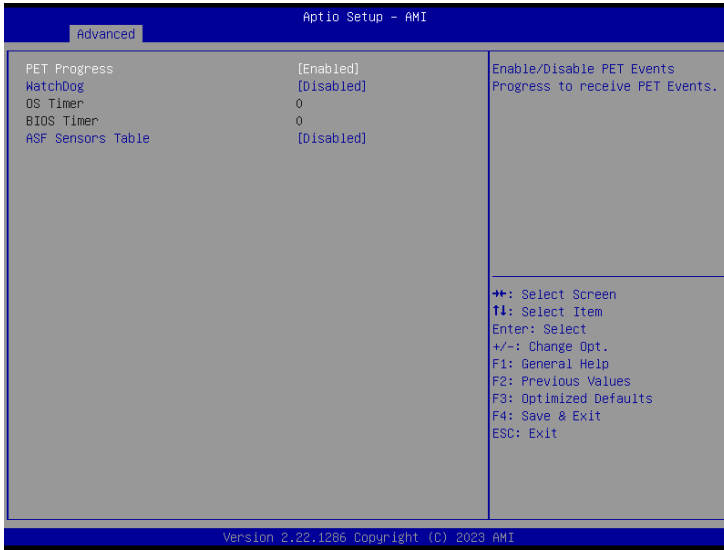 Aptio Setup – AMI
Advanced
PET Progress [Enabled]
WatchDog [Disabled]
OS Timer 0
BIOS Timer 0
ASF Sensors Table [Disabled]
Enable/Disable PET Events
Progress to receive PET Events.
→←: Select Screen
↑↓: Select Item
Enter: Select
+/-: Change Opt.
F1: General Help
F2: Previous Values
F3: Optimized Defaults
F4: Save & Exit
ESC: Exit
Version 2.22.1286 Copyright (C) 2023 AMI